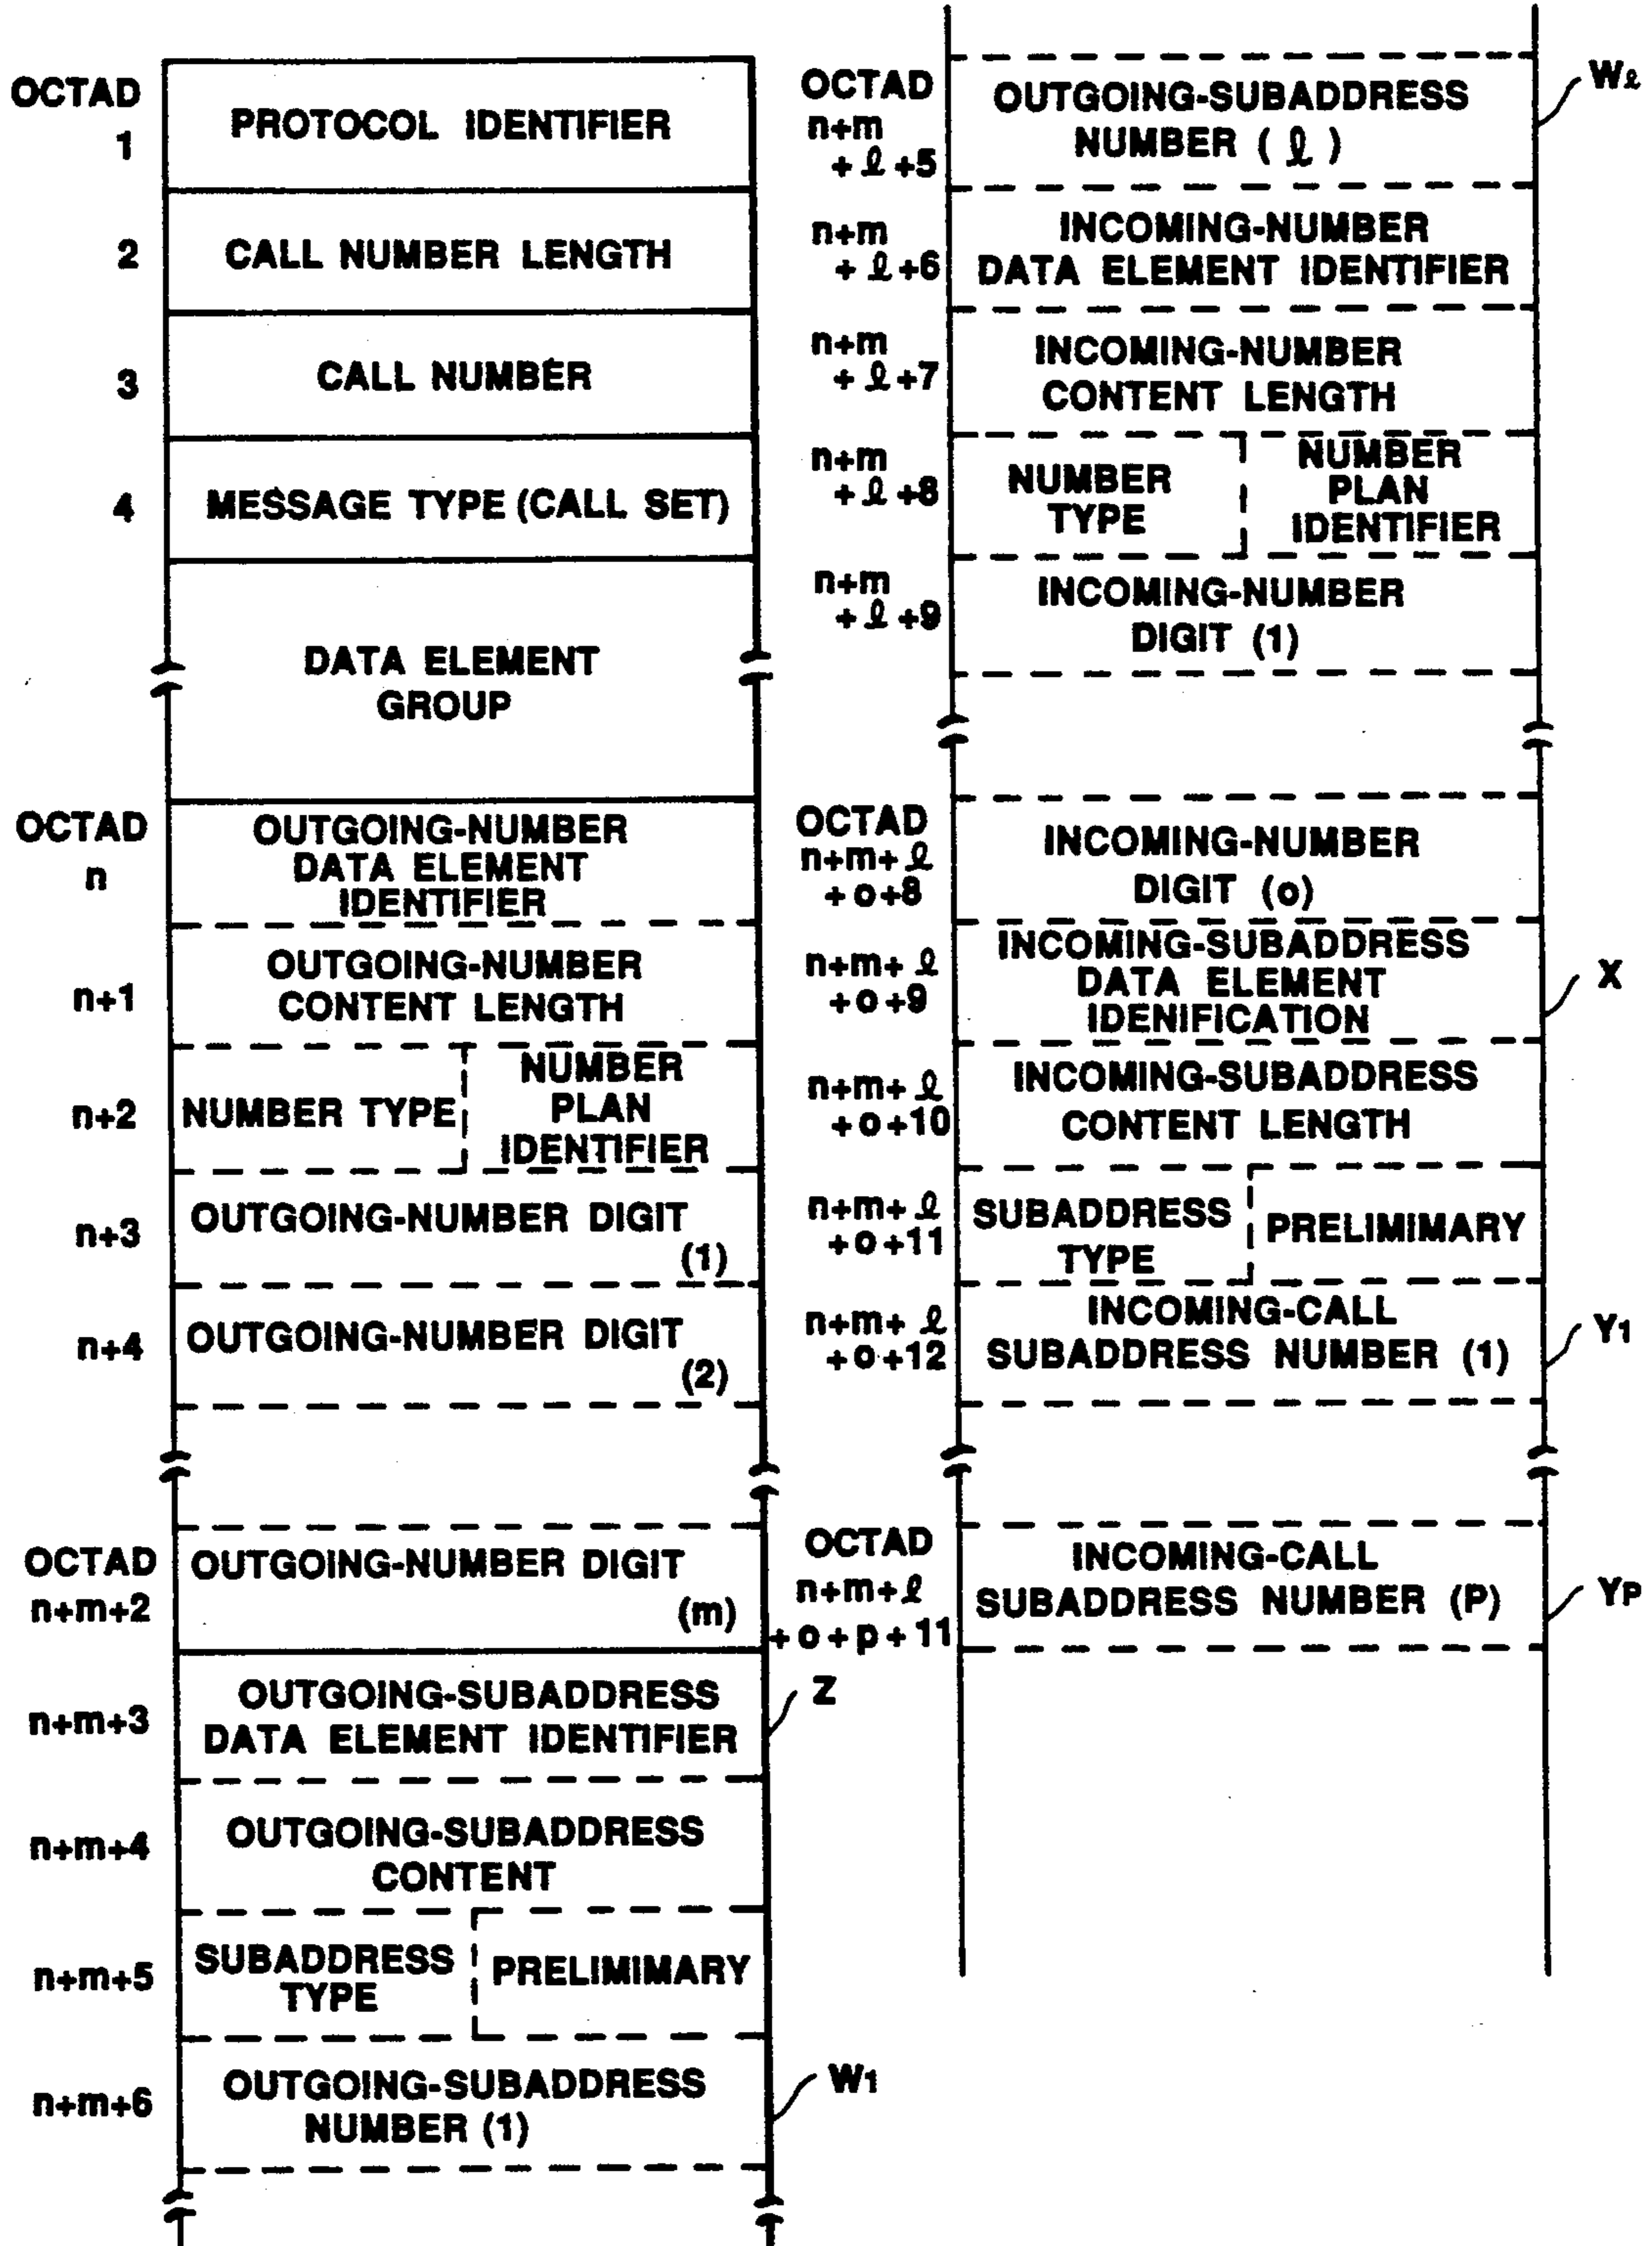 OCTAD
1
PROTOCOL IDENTIFIER
2
CALL NUMBER LENGTH
3
CALL NUMBER
4
MESSAGE TYPE (CALL SET)
DATA ELEMENT
GROUP
OCTAD
n
OUTGOING-NUMBER
DATA ELEMENT
IDENTIFIER
n+1
OUTGOING-NUMBER
CONTENT LENGTH
n+2
NUMBER TYPE
NUMBER
PLAN
IDENTIFIER
n+3
OUTGOING-NUMBER DIGIT
(1)
n+4
OUTGOING-NUMBER DIGIT
(2)
OCTAD
n+m+2
OUTGOING-NUMBER DIGIT
(m)
n+m+3
OUTGOING-SUBADDRESS
DATA ELEMENT IDENTIFIER
Z
n+m+4
OUTGOING-SUBADDRESS
CONTENT
n+m+5
SUBADDRESS
TYPE
PRELIMIMARY
n+m+6
OUTGOING-SUBADDRESS
NUMBER (1)
W1
OCTAD
n+m
+ℓ+5
OUTGOING-SUBADDRESS
NUMBER (ℓ)
Wℓ
n+m
+ℓ+6
INCOMING-NUMBER
DATA ELEMENT IDENTIFIER
n+m
+ℓ+7
INCOMING-NUMBER
CONTENT LENGTH
n+m
+ℓ+8
NUMBER
TYPE
NUMBER
PLAN
IDENTIFIER
n+m
+ℓ+9
INCOMING-NUMBER
DIGIT (1)
OCTAD
n+m+ℓ
+o+8
INCOMING-NUMBER
DIGIT (o)
n+m+ℓ
+o+9
INCOMING-SUBADDRESS
DATA ELEMENT
IDENIFICATION
X
n+m+ℓ
+o+10
INCOMING-SUBADDRESS
CONTENT LENGTH
n+m+ℓ
+o+11
SUBADDRESS
TYPE
PRELIMIMARY
n+m+ℓ
+o+12
INCOMING-CALL
SUBADDRESS NUMBER (1)
Y1
OCTAD
n+m+ℓ
+o+p+11
INCOMING-CALL
SUBADDRESS NUMBER (P)
YP